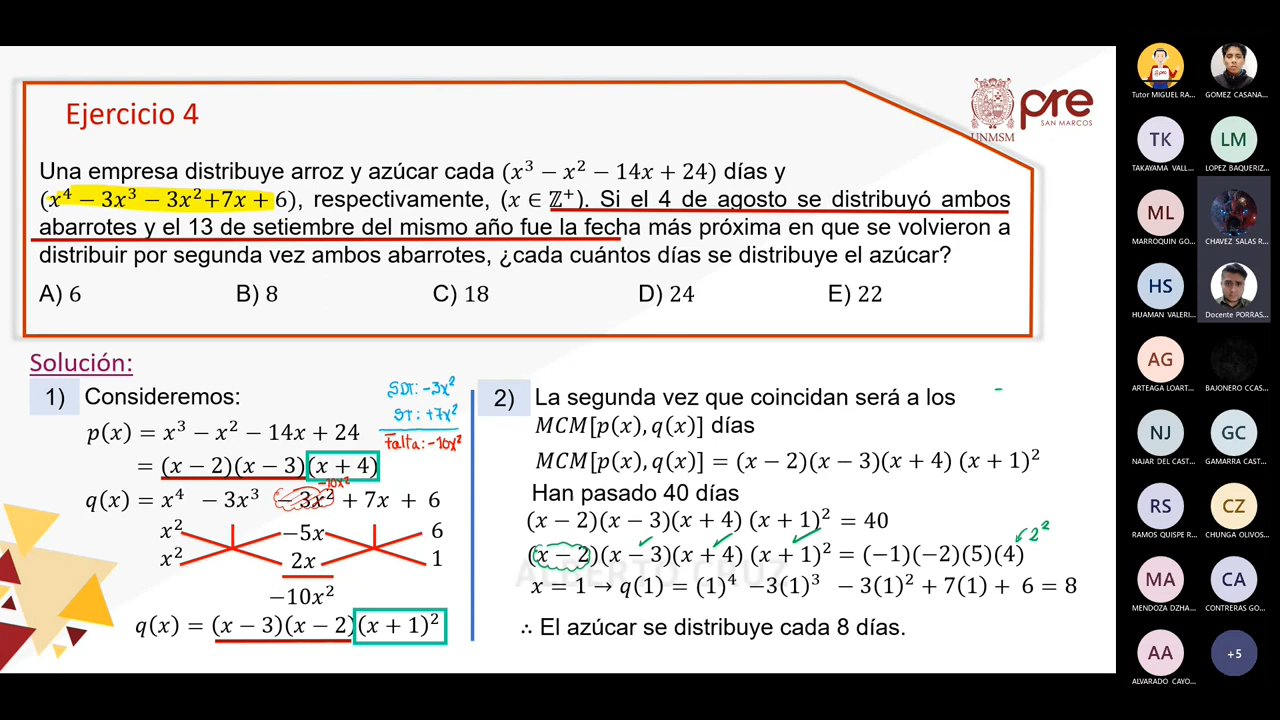 Ejercicio 4
UNMSM
pre
SAN MARCOS
Una empresa distribuye arroz y azúcar cada (x³ − x² − 14x + 24) días y
(x⁴ − 3x³ − 3x²+7x + 6), respectivamente, (x ∈ ℤ⁺). Si el 4 de agosto se distribuyó ambos
abarrotes y el 13 de setiembre del mismo año fue la fecha más próxima en que se volvieron a
distribuir por segunda vez ambos abarrotes, ¿cada cuántos días se distribuye el azúcar?
A) 6 B) 8 C) 18 D) 24 E) 22
Solución:
1) Consideremos:
SDT: −3x²
ST: +7x²
Falta: −10x²
p(x) = x³ − x² − 14x + 24
= (x − 2)(x − 3)(x + 4)
−10x²
q(x) = x⁴ − 3x³ − 3x² + 7x + 6
x² −5x 6
x² 2x 1
−10x²
q(x) = (x − 3)(x − 2)(x + 1)²
2) La segunda vez que coincidan será a los
MCM[p(x), q(x)] días
MCM[p(x), q(x)] = (x − 2)(x − 3)(x + 4) (x + 1)²
Han pasado 40 días
(x − 2)(x − 3)(x + 4) (x + 1)² = 40
2²
(x − 2)(x − 3)(x + 4) (x + 1)² = (−1)(−2)(5)(4)
ALBERTO CRUZ
x = 1 → q(1) = (1)⁴ −3(1)³ − 3(1)² + 7(1) + 6 = 8
∴ El azúcar se distribuye cada 8 días.
Tutor MIGUEL RA...
GOMEZ CASANA...
TK
LM
TAKAYAMA VALL...
LOPEZ BAQUERIZ...
ML
MARROQUIN GO...
CHAVEZ SALAS R...
HS
HUAMAN VALERI...
Docente PORRAS...
AG
ARTEAGA LOART...
BAJONERO CCAS...
NJ
GC
NAJAR DEL CAST...
GAMARRA CAST...
RS
CZ
RAMOS QUISPE R...
CHUNGA OLIVOS...
MA
CA
MENDOZA DZHA...
CONTRERAS GO...
AA
+5
ALVARADO CAYO...